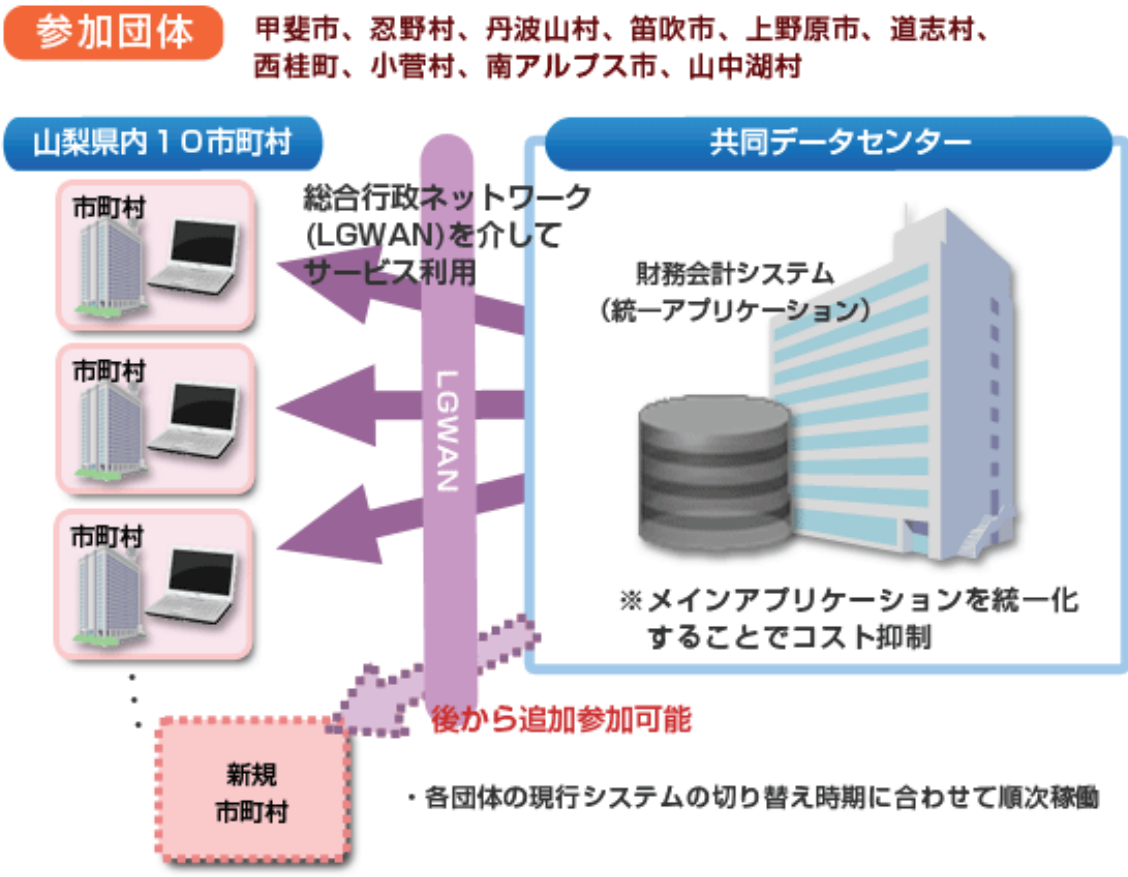 参加団体
甲斐市、忍野村、丹波山村、笛吹市、上野原市、道志村、
西桂町、小菅村、南アルプス市、山中湖村
山梨県内１０市町村
共同データセンター
市町村
総合行政ネットワーク
(LGWAN)を介して
サービス利用
財務会計システム
（統一アプリケーション）
市町村
LGWAN
市町村
※メインアプリケーションを統一化
することでコスト抑制
後から追加参加可能
新規
市町村
・各団体の現行システムの切り替え時期に合わせて順次稼働